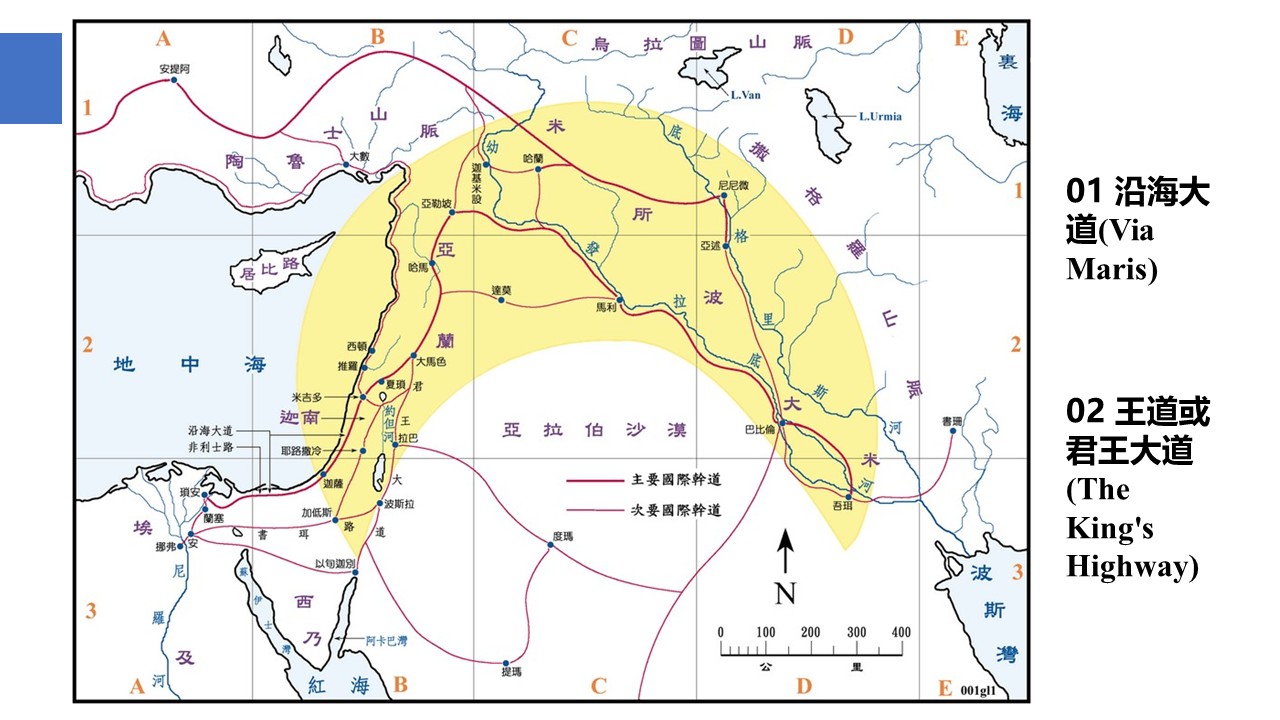 A
B
C
D
E
烏拉圖山脈
裏海
安提阿
L.Van
L.Urmia
1
士山脈
陶魯
大數
米
底
撒格羅山脈
幼
迦基米設
哈蘭
尼尼微
1
亞勒坡
所
亞述
格
居比路
哈馬
亞
發
達莫
馬利
拉
波
里
2
地中海
西頓
推羅
蘭
大馬色
底
斯
2
米吉多
夏瑣
君
迦南
約但河
王
拉巴
沿海大道
非利士路
耶路撒冷
亞拉伯沙漠
巴比倫
大
河
書珊
瑣安
蘭塞
迦薩
大
主要國際幹道
米
河
吾珥
埃
加低斯
波斯拉
次要國際幹道
挪弗
安
書珥路
道
度瑪
尼
以旬迦別
N
波斯灣
3
3
羅
蘇伊士灣
西乃
阿卡巴灣
0 100 200 300 400
公里
及
提瑪
河
紅海
A
B
C
D
E
001gl1
01 沿海大
道(Via
Maris)
02 王道或
君王大道
(The
King's
Highway)